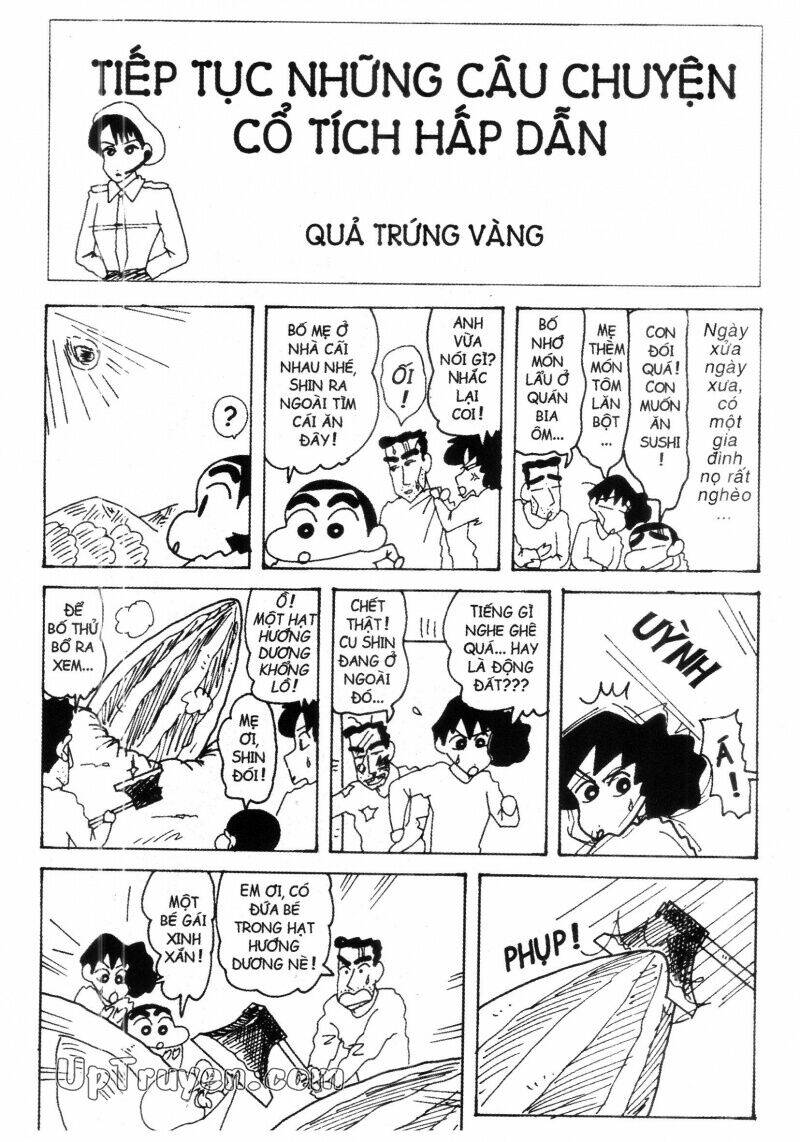 TIẾP TỤC NHỮNG CÂU CHUYỆN
CỔ TÍCH HẤP DẪN
QUẢ TRỨNG VÀNG
Ngày
xửa
ngày
xưa,
có
một
gia
đình
nọ rất
nghèo
...
CON
ĐÓI
QUÁ!
CON
MUỐN
ĂN
SUSHI
!
MẸ
THÈM
MÓN
TÔM
LĂN
BỘT
...
BỐ
NHỚ
MÓN
LẨU Ở
QUÁN
BIA
ÔM...
ANH
VỪA
NÓI GÌ?
NHẮC
LẠI
COI!
ỐI
!
BỐ MẸ Ở
NHÀ CÃI
NHAU NHÉ,
SHIN RA
NGOÀI TÌM
CÁI ĂN
ĐÂY!
?
UỲNH
Á!
TIẾNG GÌ
NGHE GHÊ
QUÁ... HAY
LÀ ĐỘNG
ĐẤT???
CHẾT
THẬT!
CU SHIN
ĐANG Ở
NGOÀI
ĐÓ...
Ồ!
MỘT HẠT
HƯỚNG
DƯƠNG
KHỔNG
LỒ!
MẸ
ƠI,
SHIN
ĐÓI!
ĐỂ
BỐ THỬ
BỔ RA
XEM...
PHỤP!
EM ƠI, CÓ
ĐỨA BÉ
TRONG HẠT
HƯỚNG
DƯƠNG NÈ!
MỘT
BÉ GÁI
XINH
XẮN!
UpTruyen.com